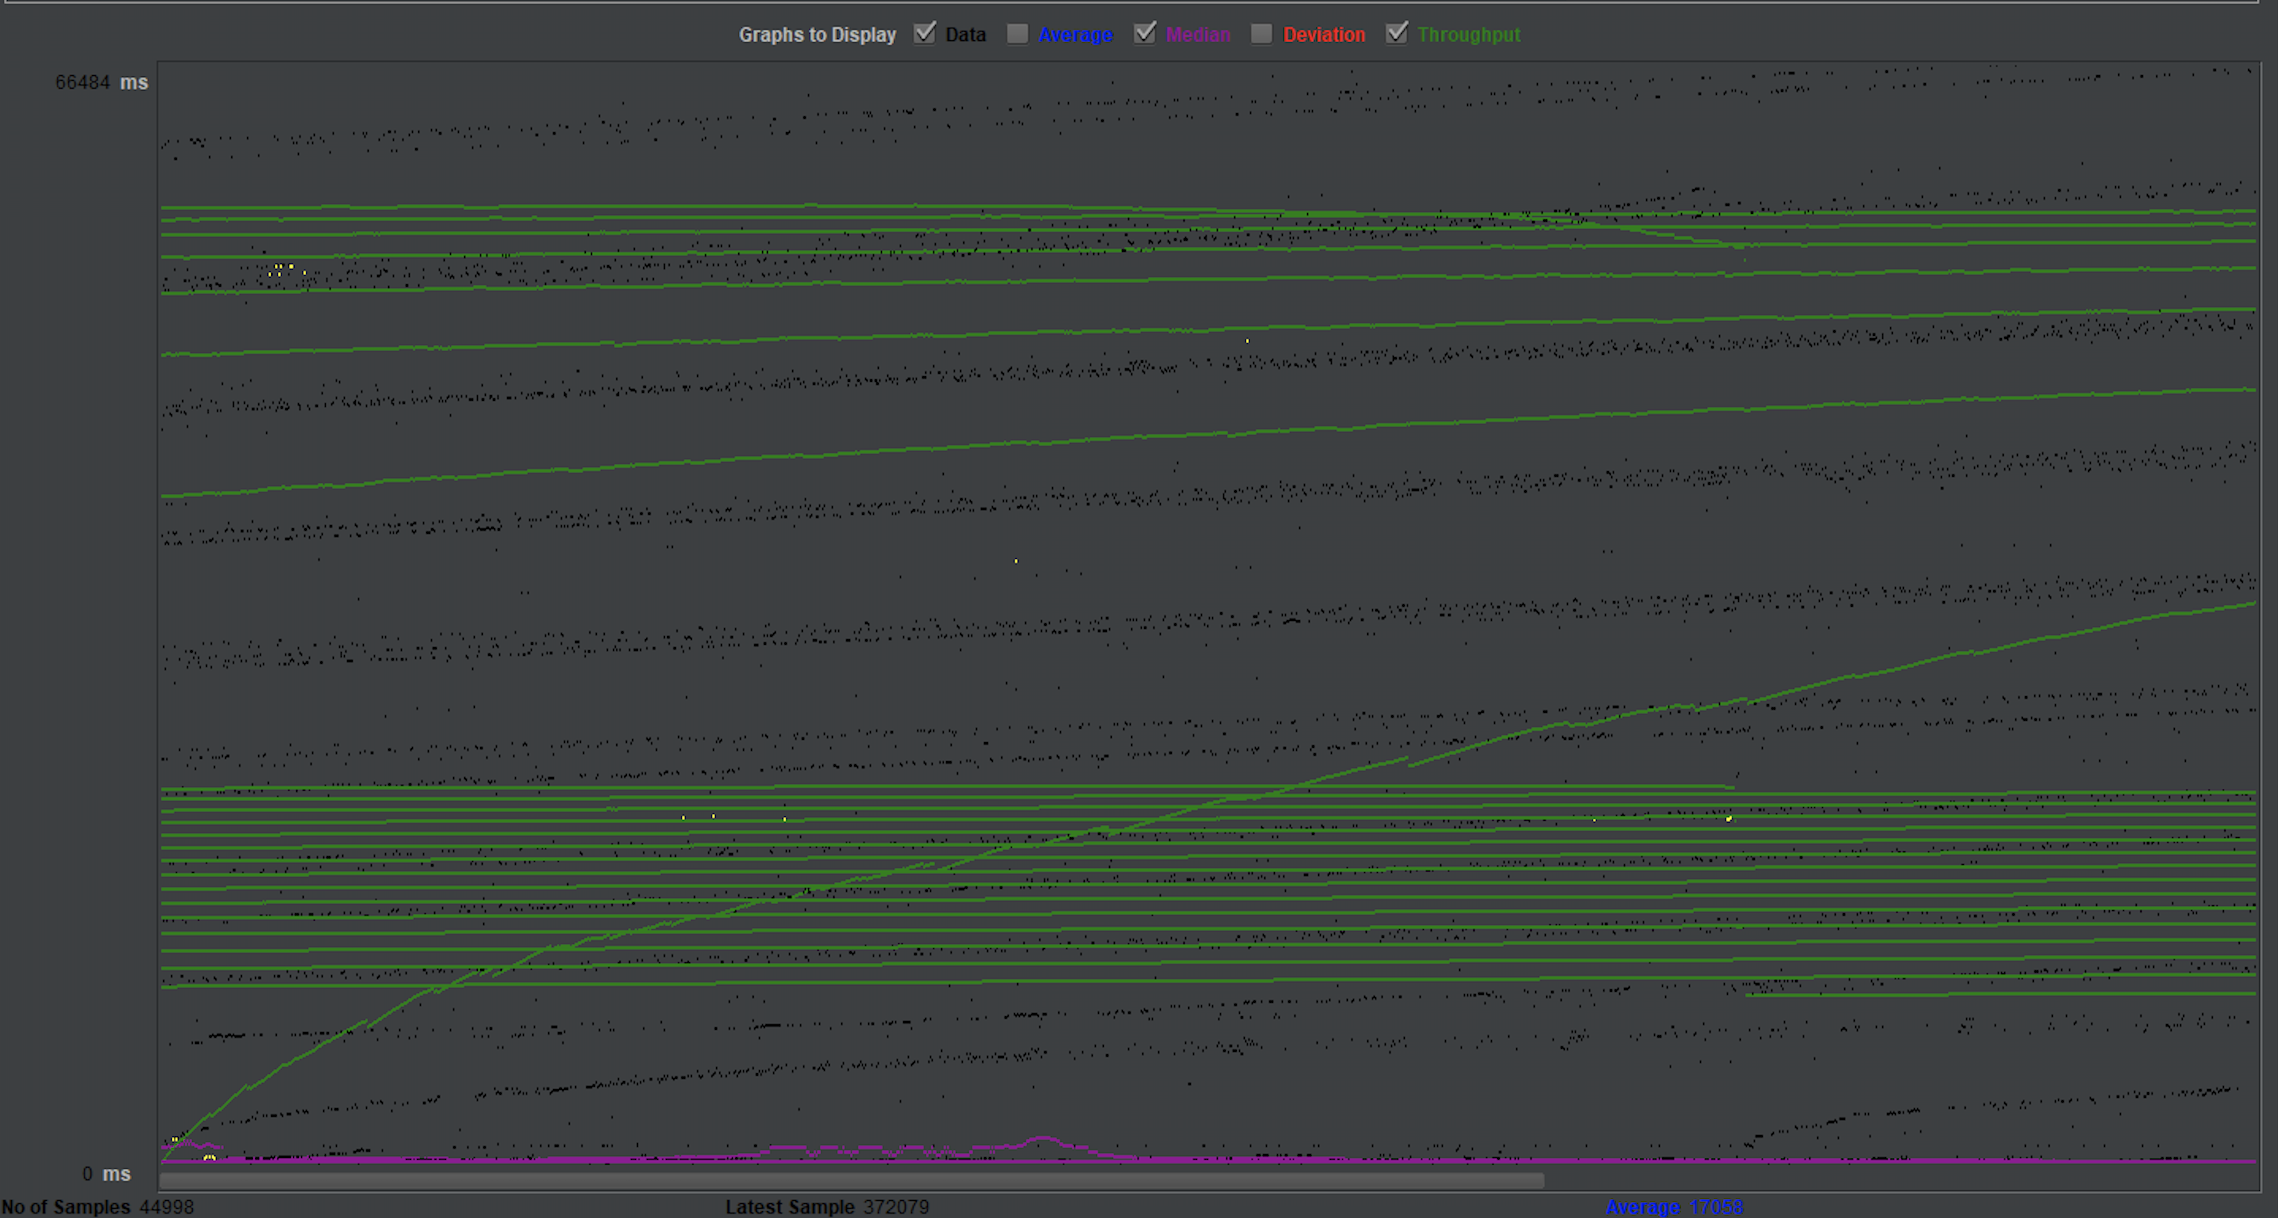 Graphs to Display Data Average Median Deviation Throughput
66484 ms
0 ms
No of Samples 44998 Latest Sample 372079 Average 17058